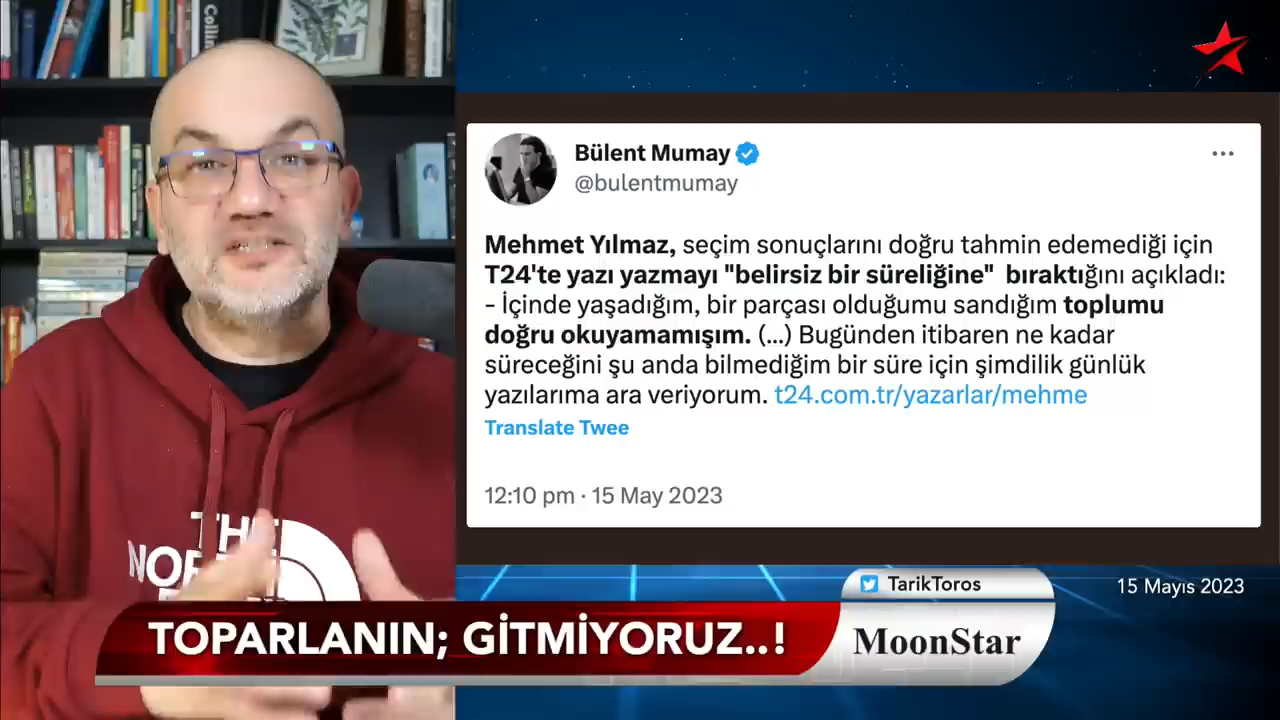 Collin
Bülent Mumay
@bulentmumay
Mehmet Yılmaz, seçim sonuçlarını doğru tahmin edemediği için
T24'te yazı yazmayı "belirsiz bir süreliğine" bıraktığını açıkladı:
- İçinde yaşadığım, bir parçası olduğumu sandığım toplumu
doğru okuyamamışım. (...) Bugünden itibaren ne kadar
süreceğini şu anda bilmediğim bir süre için şimdilik günlük
yazılarıma ara veriyorum. t24.com.tr/yazarlar/mehme
Translate Twee
12:10 pm · 15 May 2023
THE
NOR
TarikToros
15 Mayıs 2023
TOPARLANIN; GİTMİYORUZ..!
MoonStar